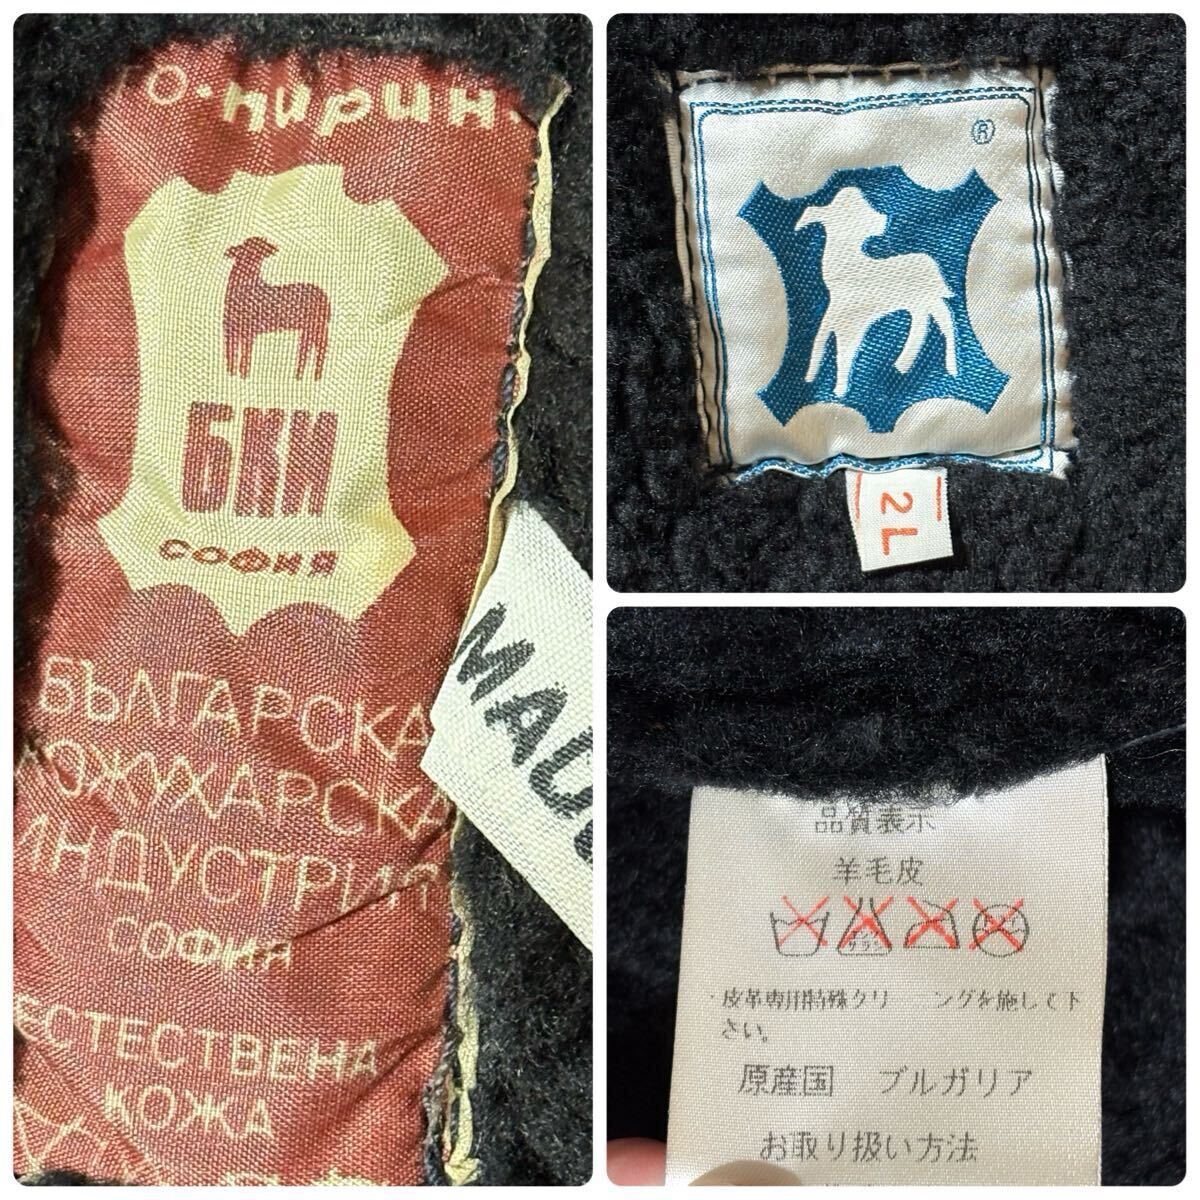 ТО·пирин.
БКИ
СОФИЯ
БЪЛГАРСКА
КОЖУХАРСКА
ИНДУСТРИЯ
СОФИЯ
ЕСТЕСТВЕНА
КОЖА
MAD
®
2L
品質表示
羊毛皮
・皮革専用特殊クリ ングを施して下
さい。
原産国 ブルガリア
お取り扱い方法